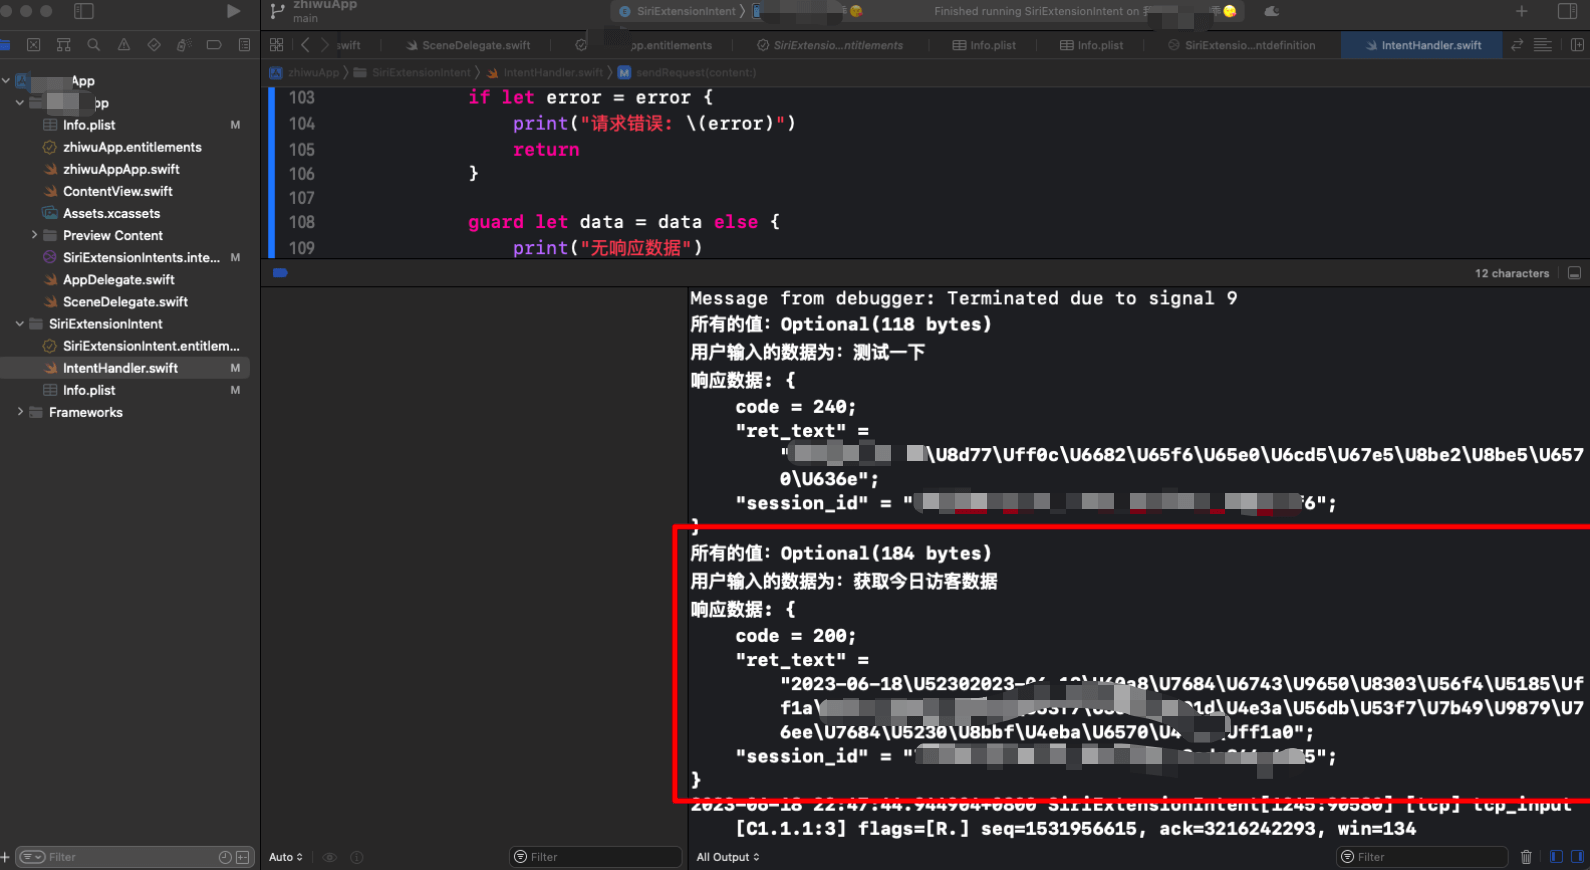 zhiwuApp
main
SiriExtensionIntent
Finished running SiriExtensionIntent on
swift
SceneDelegate.swift
pp.entitlements
SiriExtensio...ntitlements
Info.plist
Info.plist
SiriExtensio...ntdefinition
IntentHandler.swift
zhiwuApp
SiriExtensionIntent
IntentHandler.swift
M
sendRequest(content:)
App
pp
Info.plist M
zhiwuApp.entitlements
zhiwuAppApp.swift
ContentView.swift
Assets.xcassets
Preview Content
SiriExtensionIntents.inte... M
AppDelegate.swift
SceneDelegate.swift
SiriExtensionIntent
SiriExtensionIntent.entitlem...
IntentHandler.swift M
Info.plist M
Frameworks
Filter
103 if let error = error {
104 print("请求错误: \(error)")
105 return
106 }
107
108 guard let data = data else {
109 print("无响应数据")
12 characters
Message from debugger: Terminated due to signal 9
所有的值: Optional(118 bytes)
用户输入的数据为: 测试一下
响应数据: {
code = 240;
"ret_text" =
"\U8d77\Uff0c\U6682\U65f6\U65e0\U6cd5\U67e5\U8be2\U8be5\U657
0\U636e";
"session_id" = "f6";
}
所有的值: Optional(184 bytes)
用户输入的数据为: 获取今日访客数据
响应数据: {
code = 200;
"ret_text" =
"2023-06-18\U52302023-06-18\U60a8\U7684\U6743\U9650\U8303\U56f4\U5185\Uf
f1a\1d\U4e3a\U56db\U53f7\U7b49\U9879\U7
6ee\U7684\U5230\U8bbf\U4eba\U6570\U4\Uff1a0";
"session_id" = "5";
}
2023-06-18 22:47:44.944904+0800 SiriExtensionIntent[1245:90580] [tcp] tcp_input
[C1.1.1:3] flags=[R.] seq=1531956615, ack=3216242293, win=134
Auto
Filter
All Output
Filter